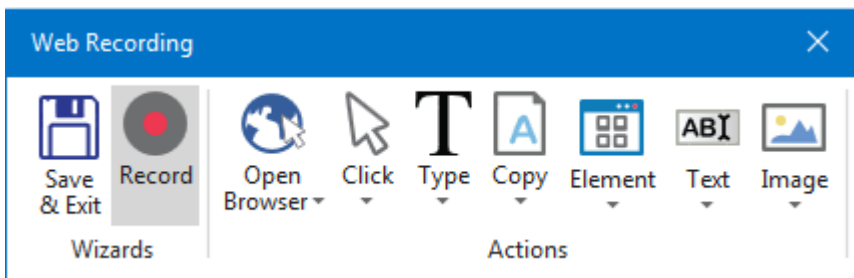 Web Recording
Save
& Exit
Record
Open
Browser
Click
Type
Copy
Element
Text
Image
Wizards
Actions
T
A
ABI